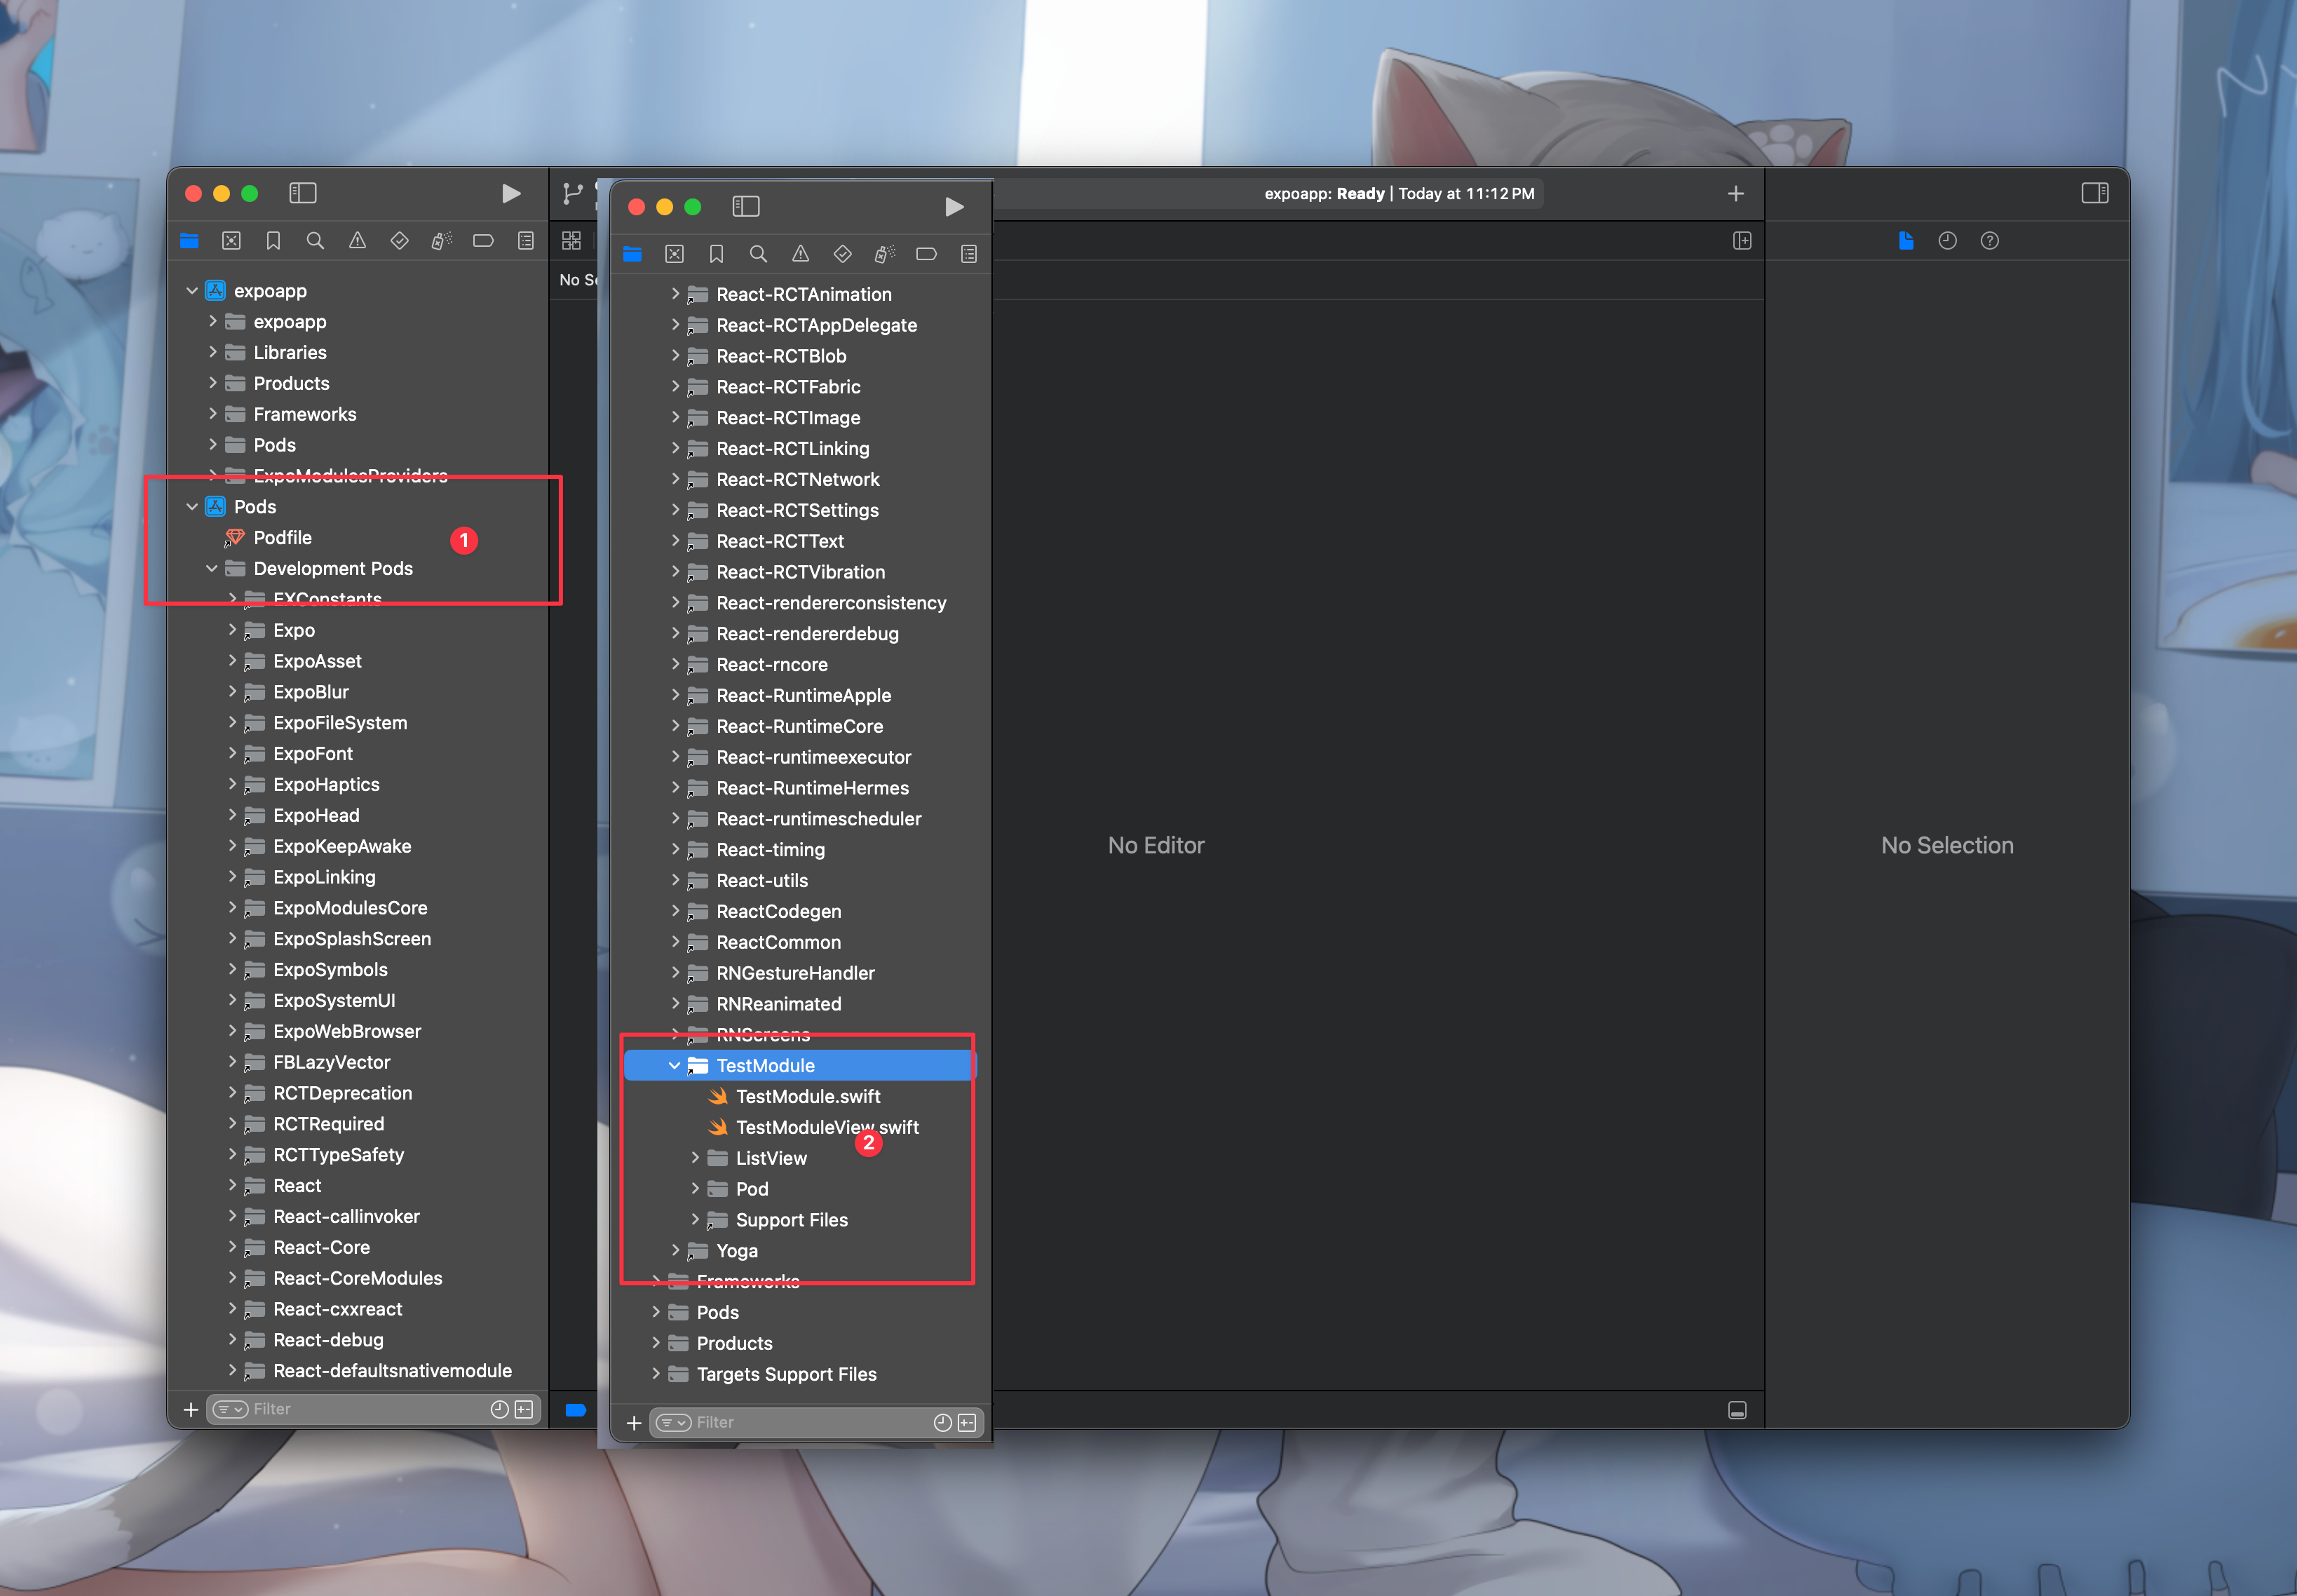 expoapp: Ready | Today at 11:12 PM
expoapp
expoapp
Libraries
Products
Frameworks
Pods
ExpoModulesProviders
Pods
Podfile
1
Development Pods
EXConstants
Expo
ExpoAsset
ExpoBlur
ExpoFileSystem
ExpoFont
ExpoHaptics
ExpoHead
ExpoKeepAwake
ExpoLinking
ExpoModulesCore
ExpoSplashScreen
ExpoSymbols
ExpoSystemUI
ExpoWebBrowser
FBLazyVector
RCTDeprecation
RCTRequired
RCTTypeSafety
React
React-callinvoker
React-Core
React-CoreModules
React-cxxreact
React-debug
React-defaultsnativemodule
Filter
No Se
React-RCTAnimation
React-RCTAppDelegate
React-RCTBlob
React-RCTFabric
React-RCTImage
React-RCTLinking
React-RCTNetwork
React-RCTSettings
React-RCTText
React-RCTVibration
React-rendererconsistency
React-rendererdebug
React-rncore
React-RuntimeApple
React-RuntimeCore
React-runtimeexecutor
React-RuntimeHermes
React-runtimescheduler
React-timing
React-utils
ReactCodegen
ReactCommon
RNGestureHandler
RNReanimated
RNScreens
TestModule
TestModule.swift
TestModuleView.swift
2
ListView
Pod
Support Files
Yoga
Frameworks
Pods
Products
Targets Support Files
Filter
No Editor
No Selection